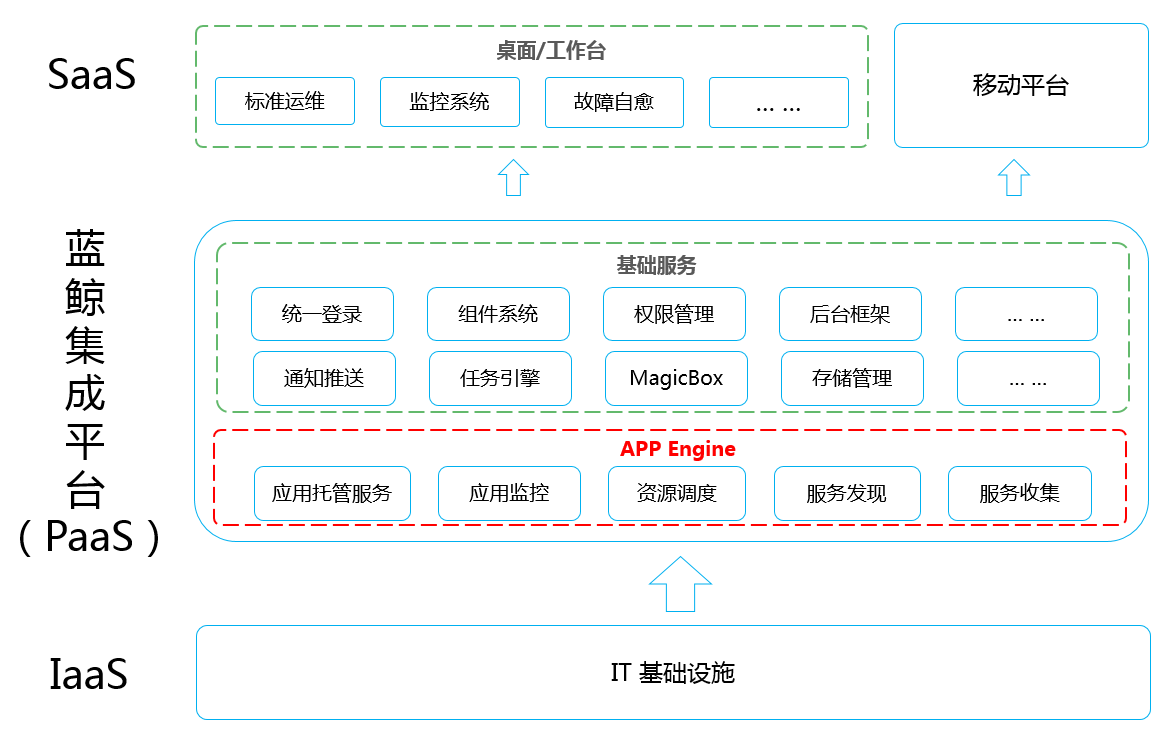 SaaS
桌面/工作台
标准运维
监控系统
故障自愈
... ...
移动平台
蓝
鲸
集
成
平
台
（PaaS）
基础服务
统一登录
组件系统
权限管理
后台框架
... ...
通知推送
任务引擎
MagicBox
存储管理
... ...
APP Engine
应用托管服务
应用监控
资源调度
服务发现
服务收集
IaaS
IT 基础设施